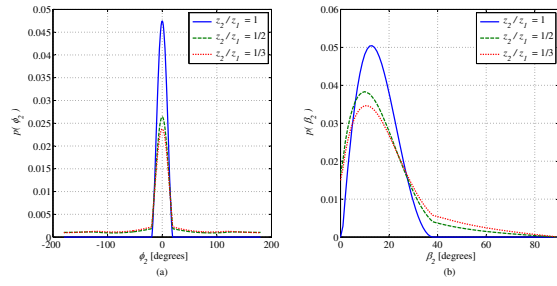 0.05
0.045
0.04
0.035
0.03
0.025
0.02
0.015
0.01
0.005
0
-200 -100 0 100 200
p( ϕ₂)
ϕ₂ [degrees]
z₂/z₁ = 1
z₂/z₁ = 1/2
z₂/z₁ = 1/3
(a)
0.06
0.05
0.04
0.03
0.02
0.01
0
0 20 40 60 80
p( β₂)
β₂ [degrees]
z₂/z₁ = 1
z₂/z₁ = 1/2
z₂/z₁ = 1/3
(b)